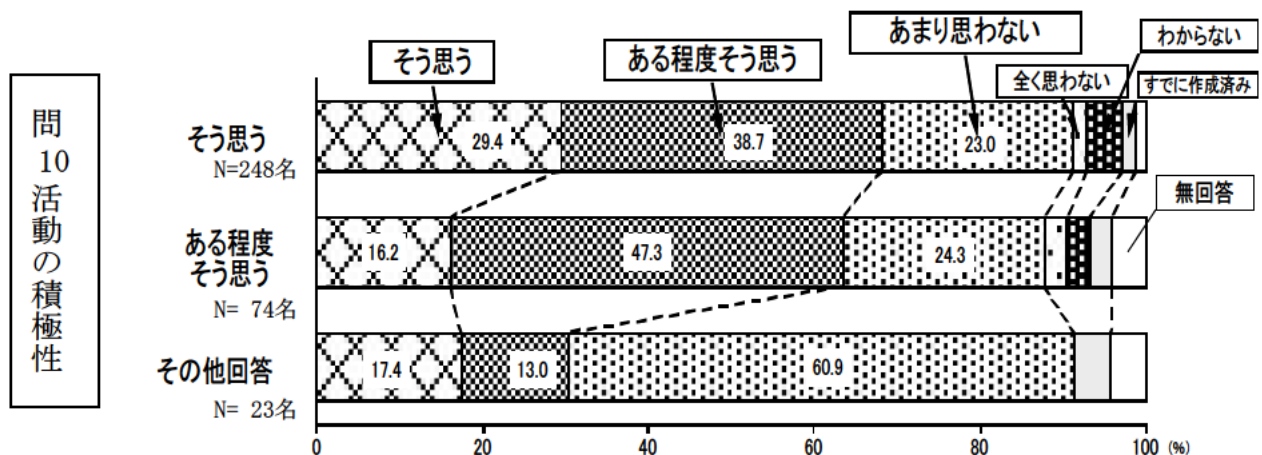 そう思う
ある程度そう思う
あまり思わない
全く思わない
わからない
すでに作成済み
無回答
問10活動の積極性
そう思う
N=248名
29.4
38.7
23.0
ある程度
そう思う
N= 74名
16.2
47.3
24.3
その他回答
N= 23名
17.4
13.0
60.9
0
20
40
60
80
100
(%)